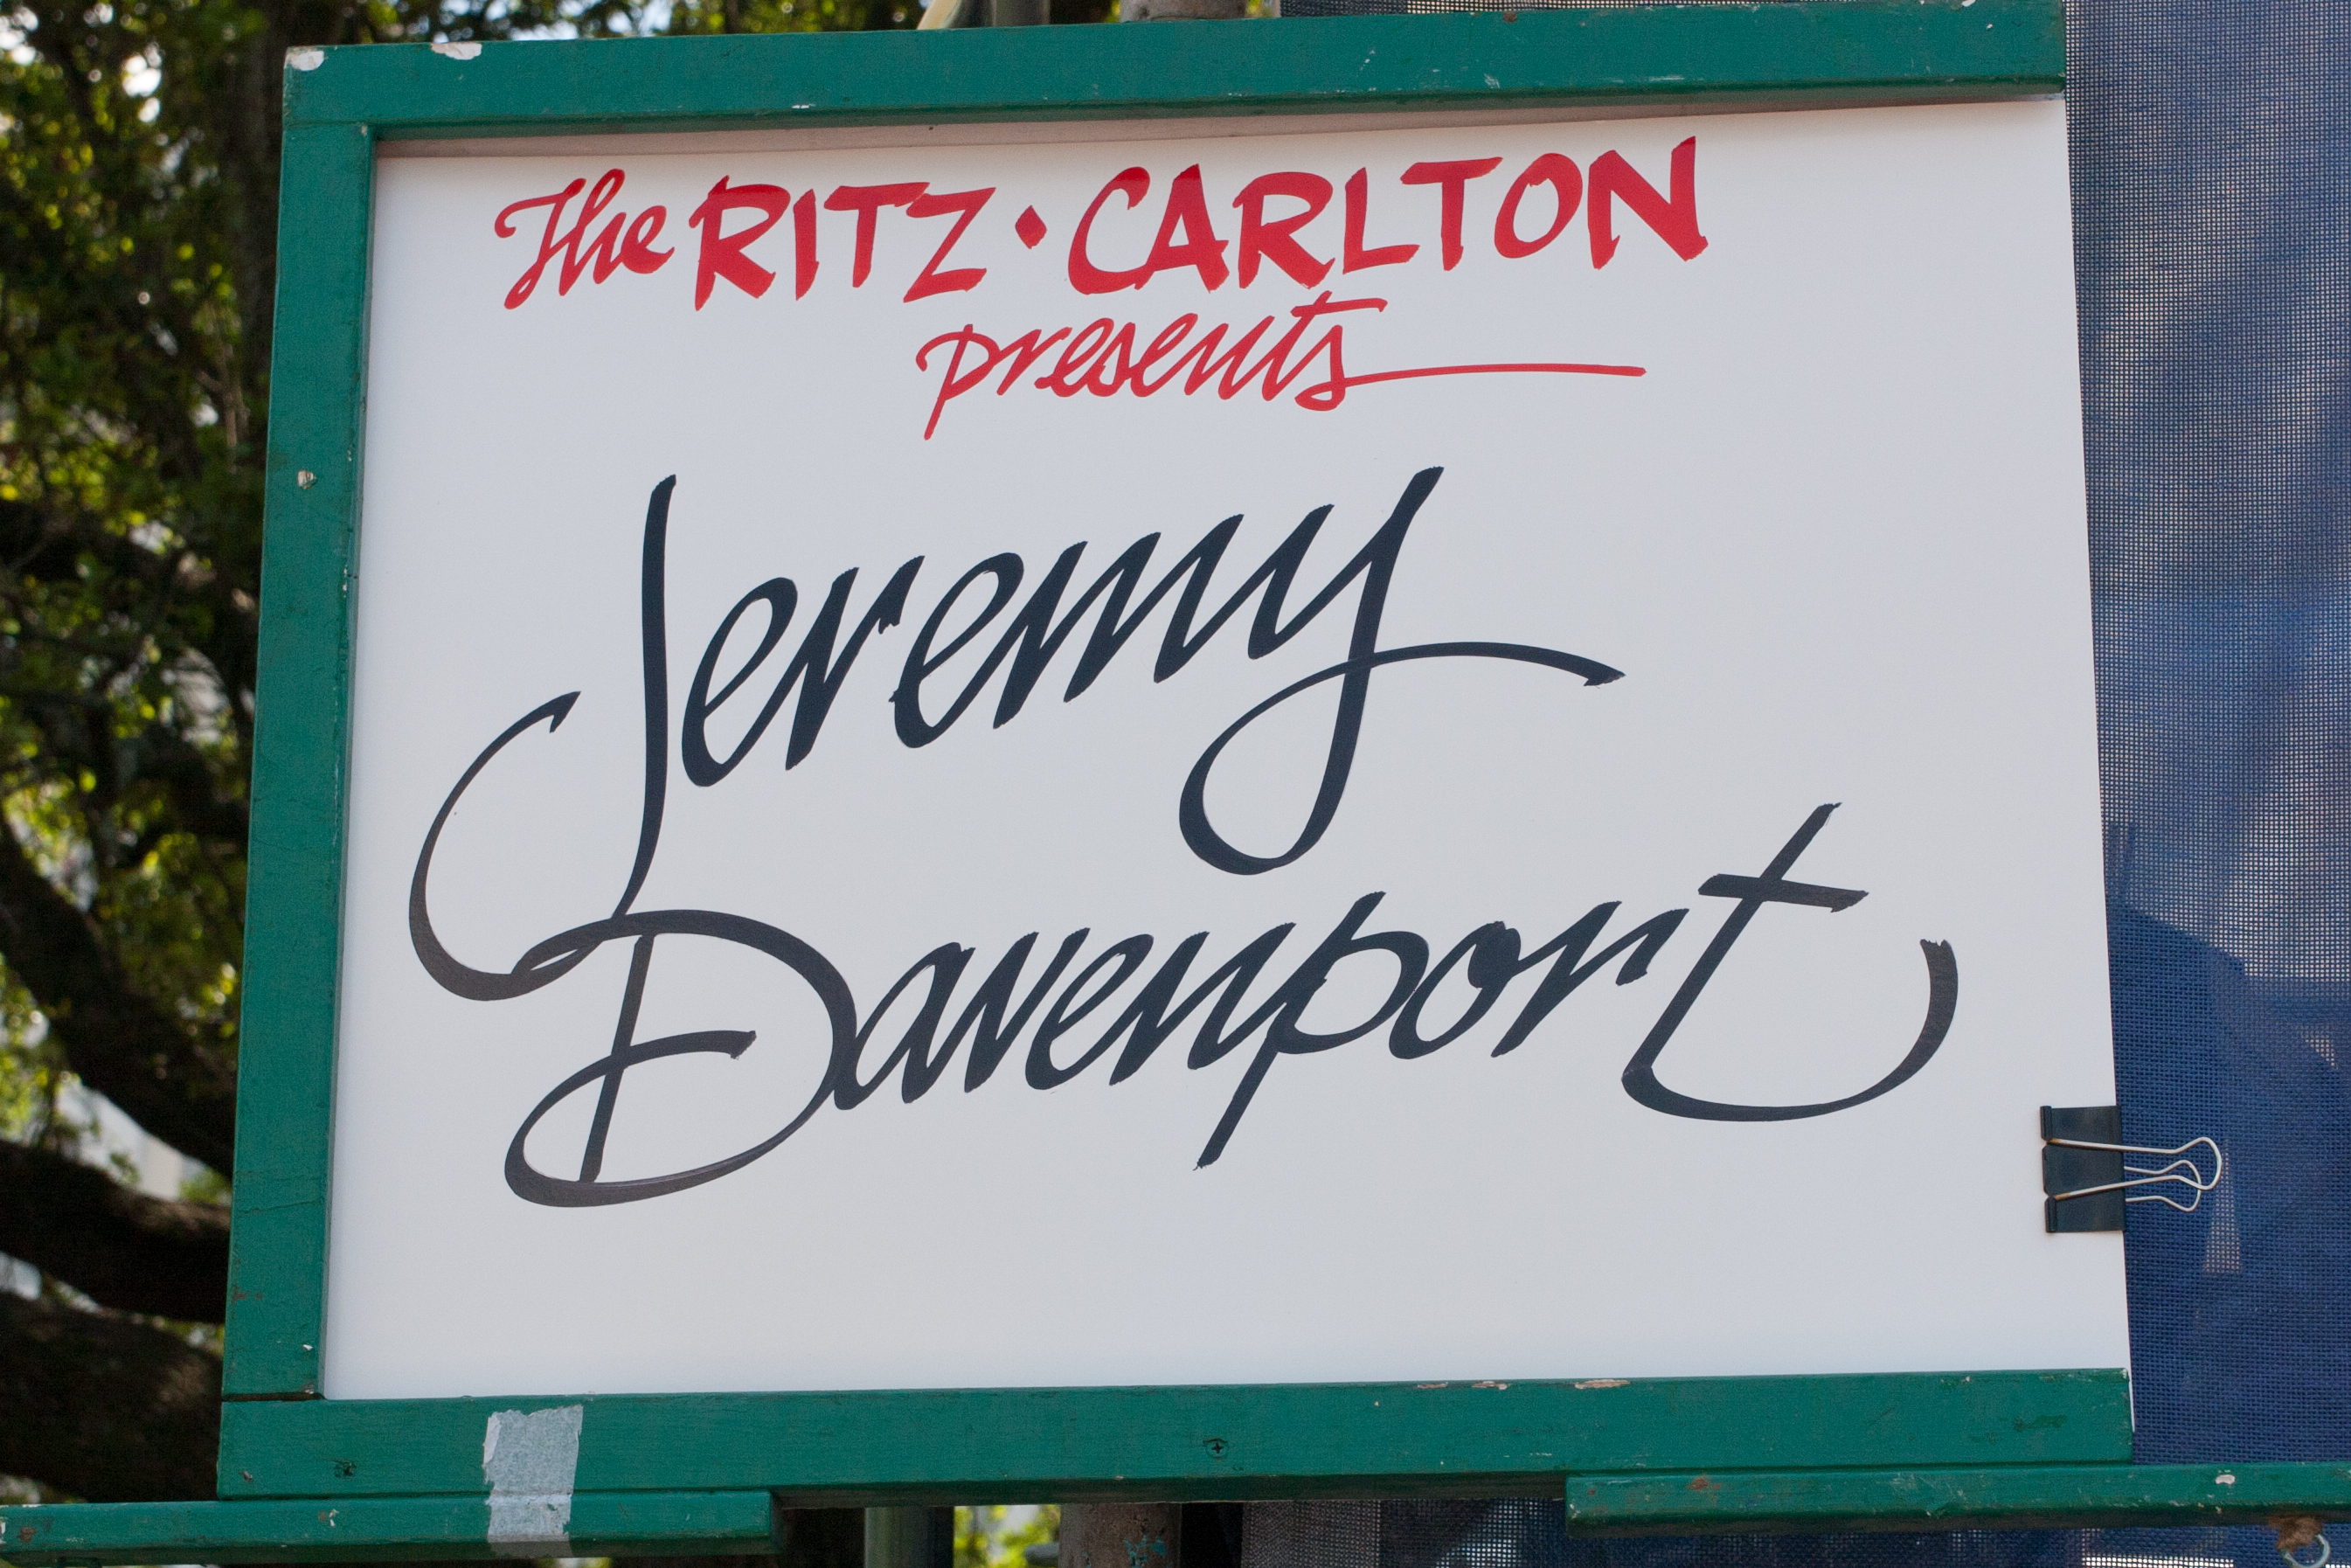 The RITZ • CARLTON
presents
Jeremy
Davenport